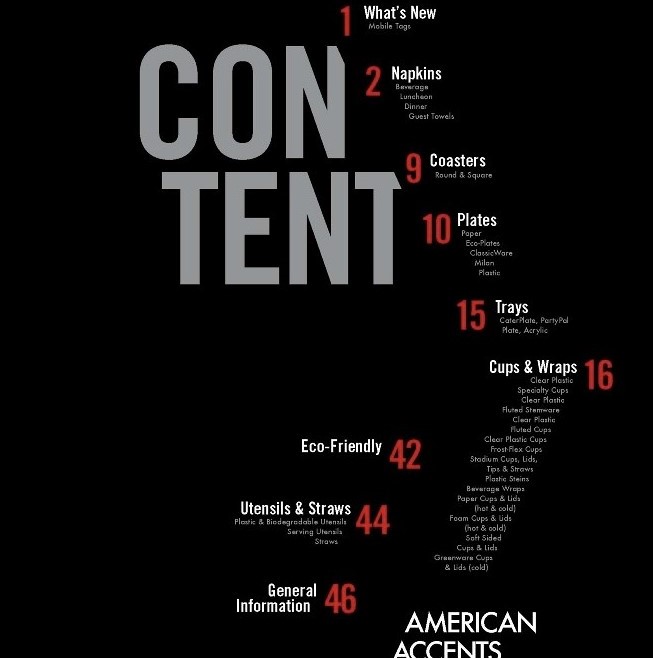 CON
TENT
1 What's New
Mobile Tags
2 Napkins
Beverage
Luncheon
Dinner
Guest Towels
9 Coasters
Round & Square
10 Plates
Paper
Eco-Plates
ClassicWare
Milan
Plastic
15 Trays
CaterPlate, PartyPal
Plate, Acrylic
Cups & Wraps 16
Clear Plastic
Specialty Cups
Clear Plastic
Fluted Stemware
Clear Plastic
Fluted Cups
Clear Plastic Cups
Frost-Flex Cups
Stadium Cups, Lids,
Tips & Straws
Plastic Steins
Beverage Wraps
Paper Cups & Lids
(hot & cold)
Foam Cups & Lids
(hot & cold)
Soft Sided
Cups & Lids
Greenware Cups
& Lids (cold)
Eco-Friendly 42
Utensils & Straws 44
Plastic & Biodegradable Utensils
Serving Utensils
Straws
General
Information 46
AMERICAN
ACCENTS